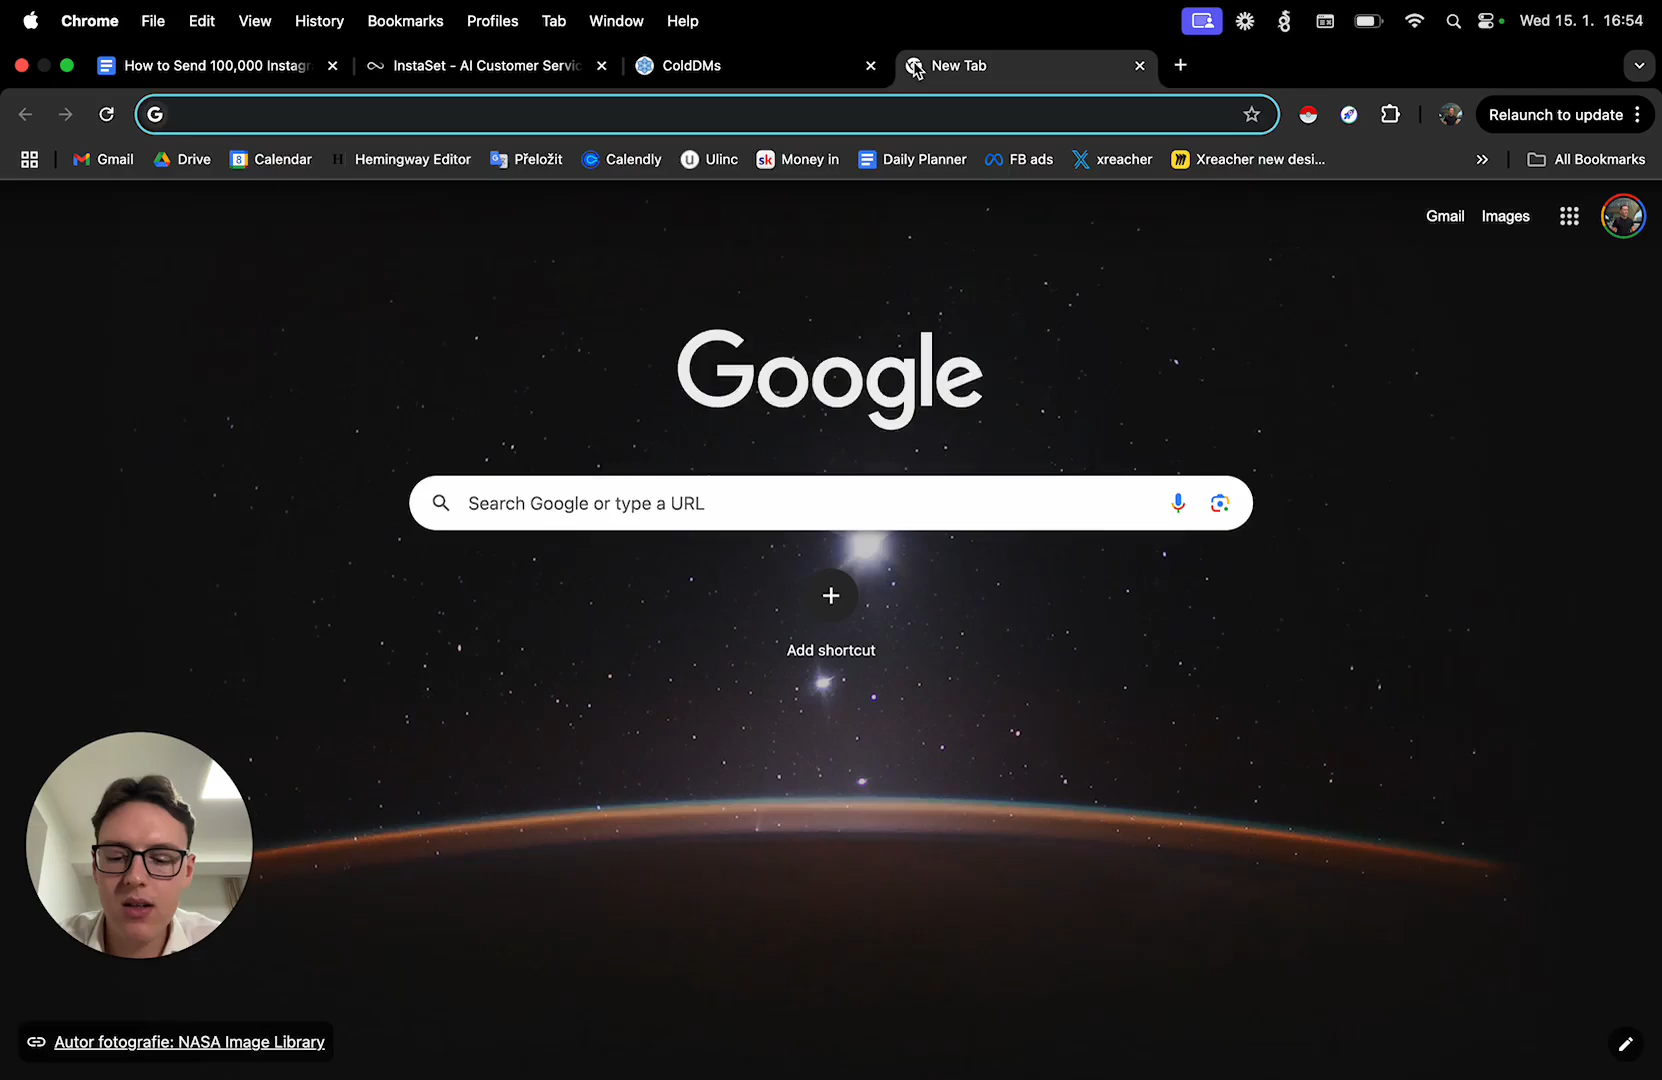 Chrome File Edit View History Bookmarks Profiles Tab Window Help Wed 15. 1. 16:54
How to Send 100,000 Instagr InstaSet - AI Customer Servic ColdDMs New Tab
Relaunch to update
Gmail Drive Calendar Hemingway Editor Přeložit Calendly Ulinc Money in Daily Planner FB ads xreacher Xreacher new desi... All Bookmarks
Gmail Images
Google
Search Google or type a URL
Add shortcut
Autor fotografie: NASA Image Library